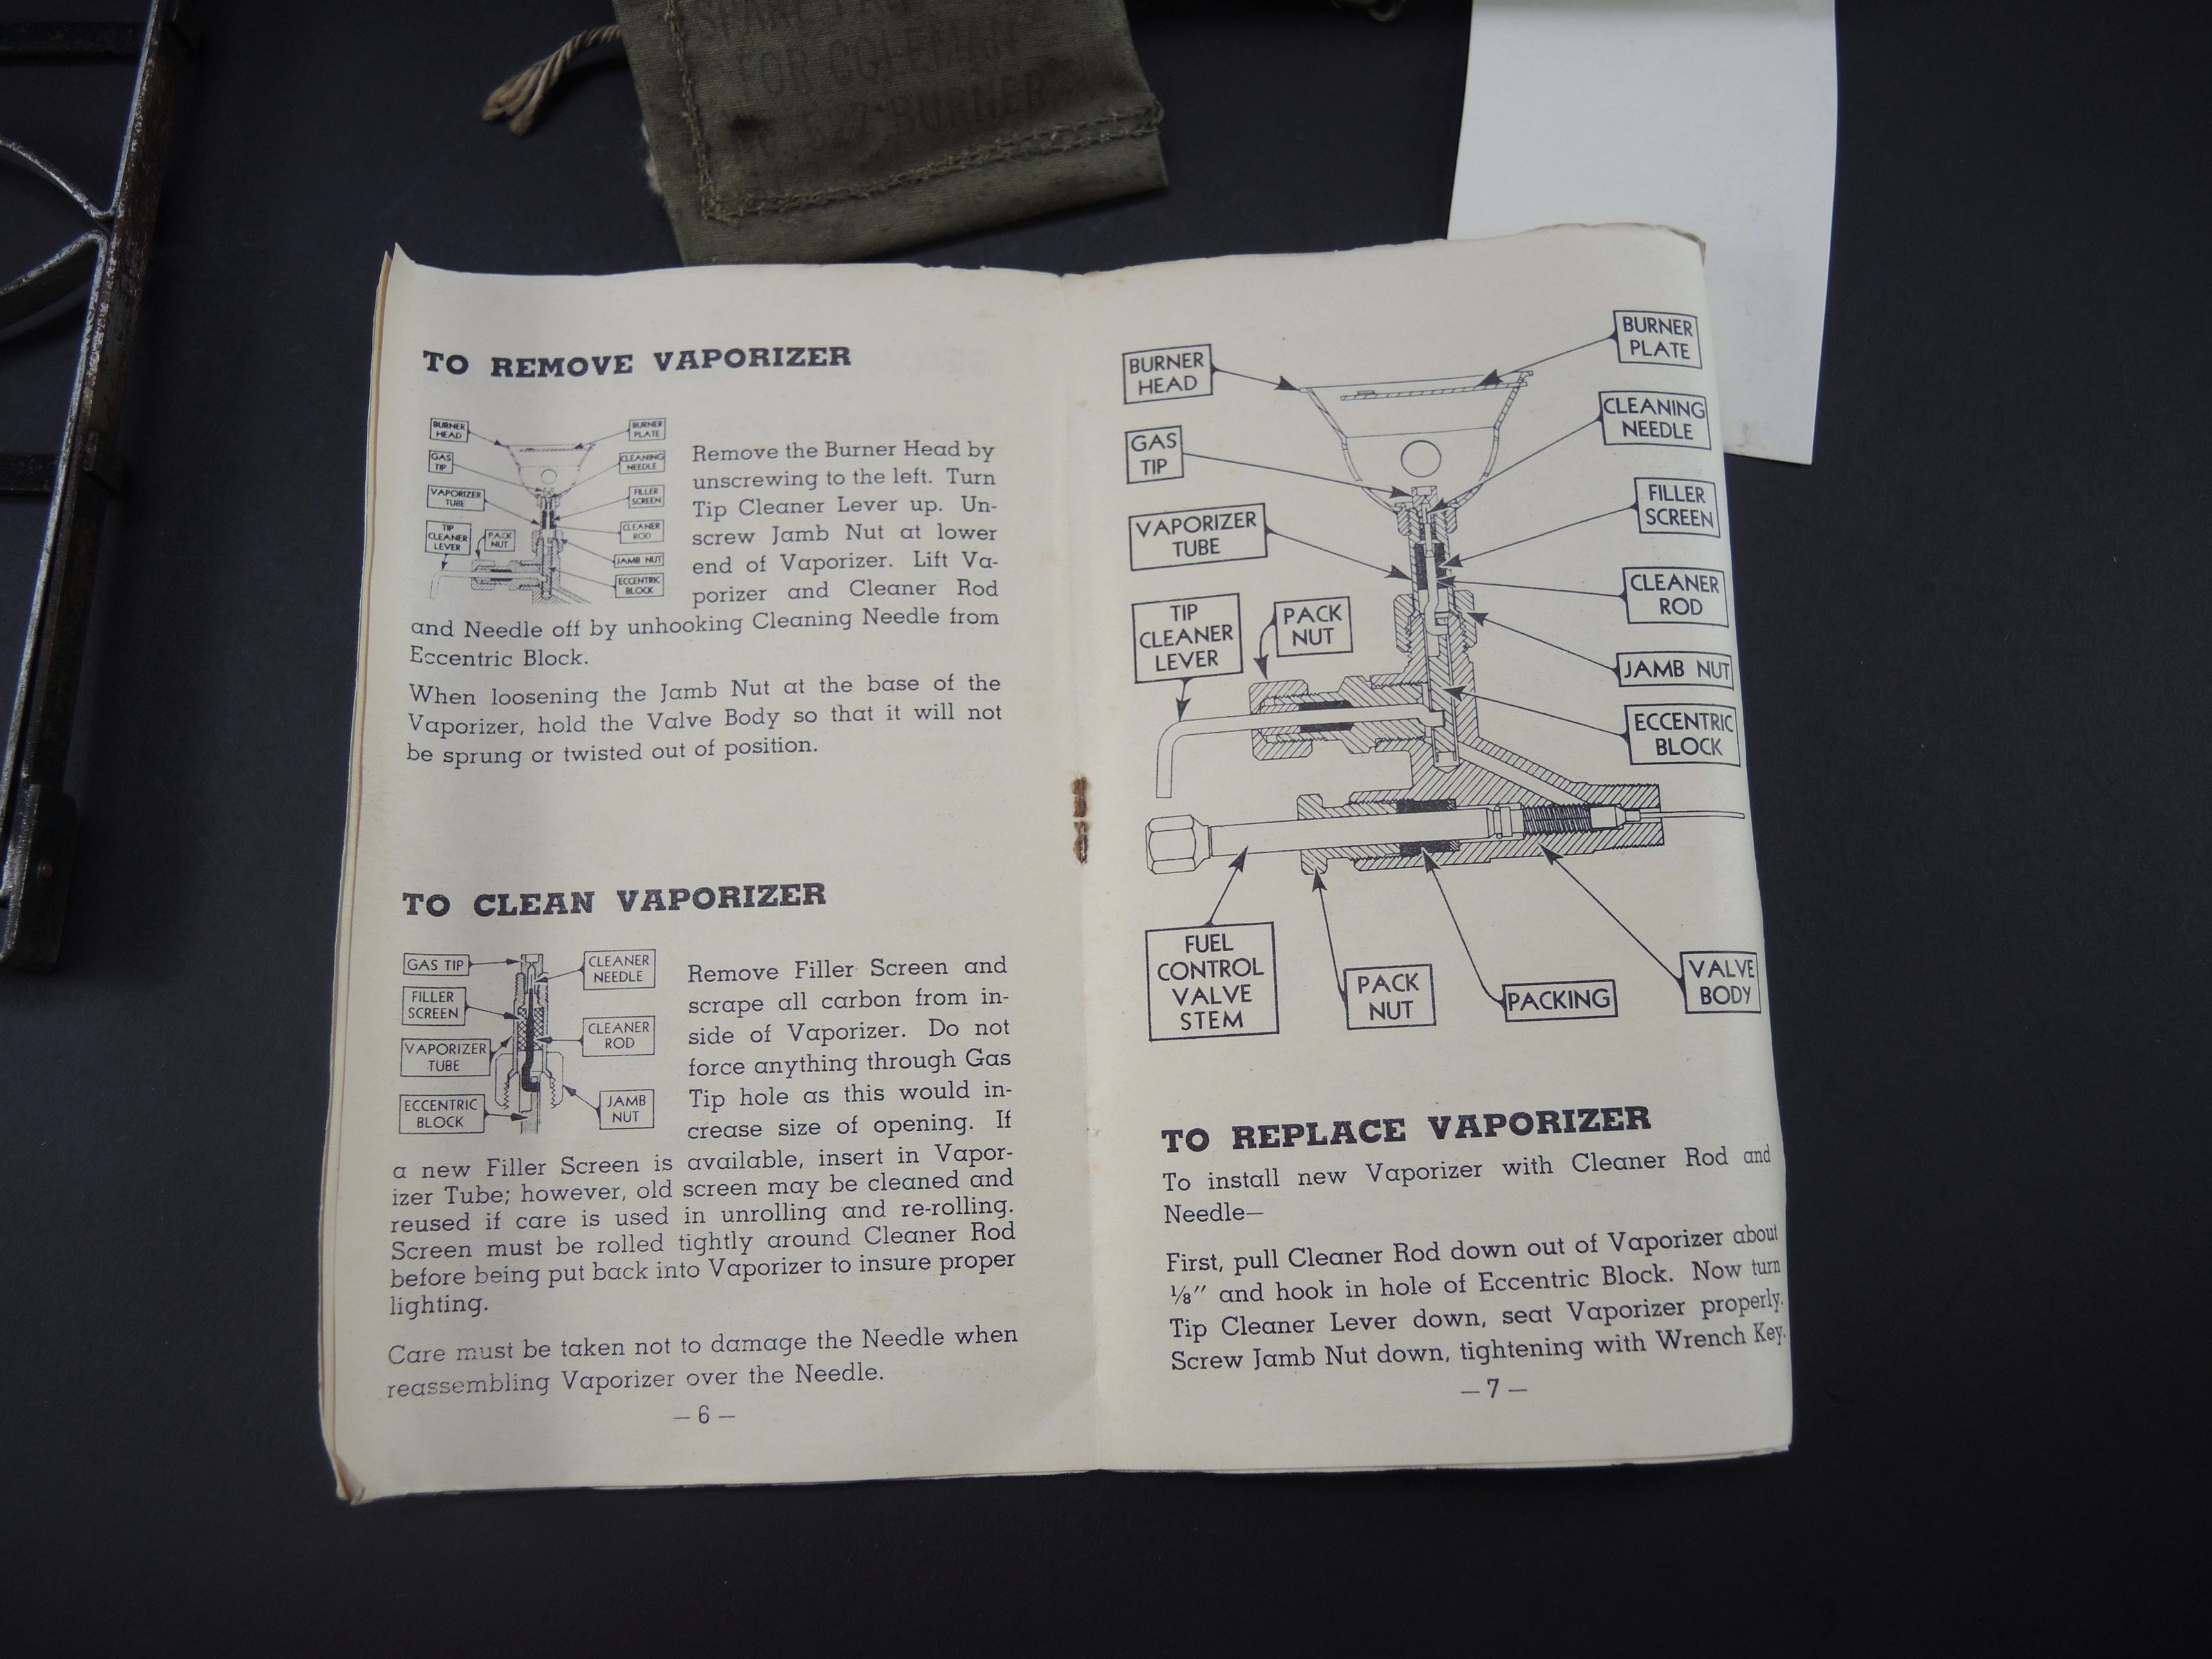 FOR COLEMAN
BURNER
TO REMOVE VAPORIZER
BURNER
HEAD
BURNER
PLATE
GAS
TIP
CLEANING
NEEDLE
VAPORIZER
TUBE
FILLER
SCREEN
TIP
CLEANER
LEVER
PACK
NUT
CLEANER
ROD
JAMB NUT
ECCENTRIC
BLOCK
Remove the Burner Head by
unscrewing to the left. Turn
Tip Cleaner Lever up. Un-
screw Jamb Nut at lower
end of Vaporizer. Lift Va-
porizer and Cleaner Rod
and Needle off by unhooking Cleaning Needle from
Eccentric Block.
When loosening the Jamb Nut at the base of the
Vaporizer, hold the Valve Body so that it will not
be sprung or twisted out of position.
TO CLEAN VAPORIZER
GAS TIP
CLEANER
NEEDLE
FILLER
SCREEN
CLEANER
ROD
VAPORIZER
TUBE
ECCENTRIC
BLOCK
JAMB
NUT
Remove Filler Screen and
scrape all carbon from in-
side of Vaporizer. Do not
force anything through Gas
Tip hole as this would in-
crease size of opening. If
a new Filler Screen is available, insert in Vapor-
izer Tube; however, old screen may be cleaned and
reused if care is used in unrolling and re-rolling.
Screen must be rolled tightly around Cleaner Rod
before being put back into Vaporizer to insure proper
lighting.
Care must be taken not to damage the Needle when
reassembling Vaporizer over the Needle.
— 6 —
BURNER
HEAD
BURNER
PLATE
GAS
TIP
CLEANING
NEEDLE
VAPORIZER
TUBE
FILLER
SCREEN
TIP
CLEANER
LEVER
PACK
NUT
CLEANER
ROD
JAMB NUT
ECCENTRIC
BLOCK
FUEL
CONTROL
VALVE
STEM
PACK
NUT
PACKING
VALVE
BODY
TO REPLACE VAPORIZER
To install new Vaporizer with Cleaner Rod and
Needle—
First, pull Cleaner Rod down out of Vaporizer about
⅛″ and hook in hole of Eccentric Block. Now turn
Tip Cleaner Lever down, seat Vaporizer properly.
Screw Jamb Nut down, tightening with Wrench Key.
— 7 —